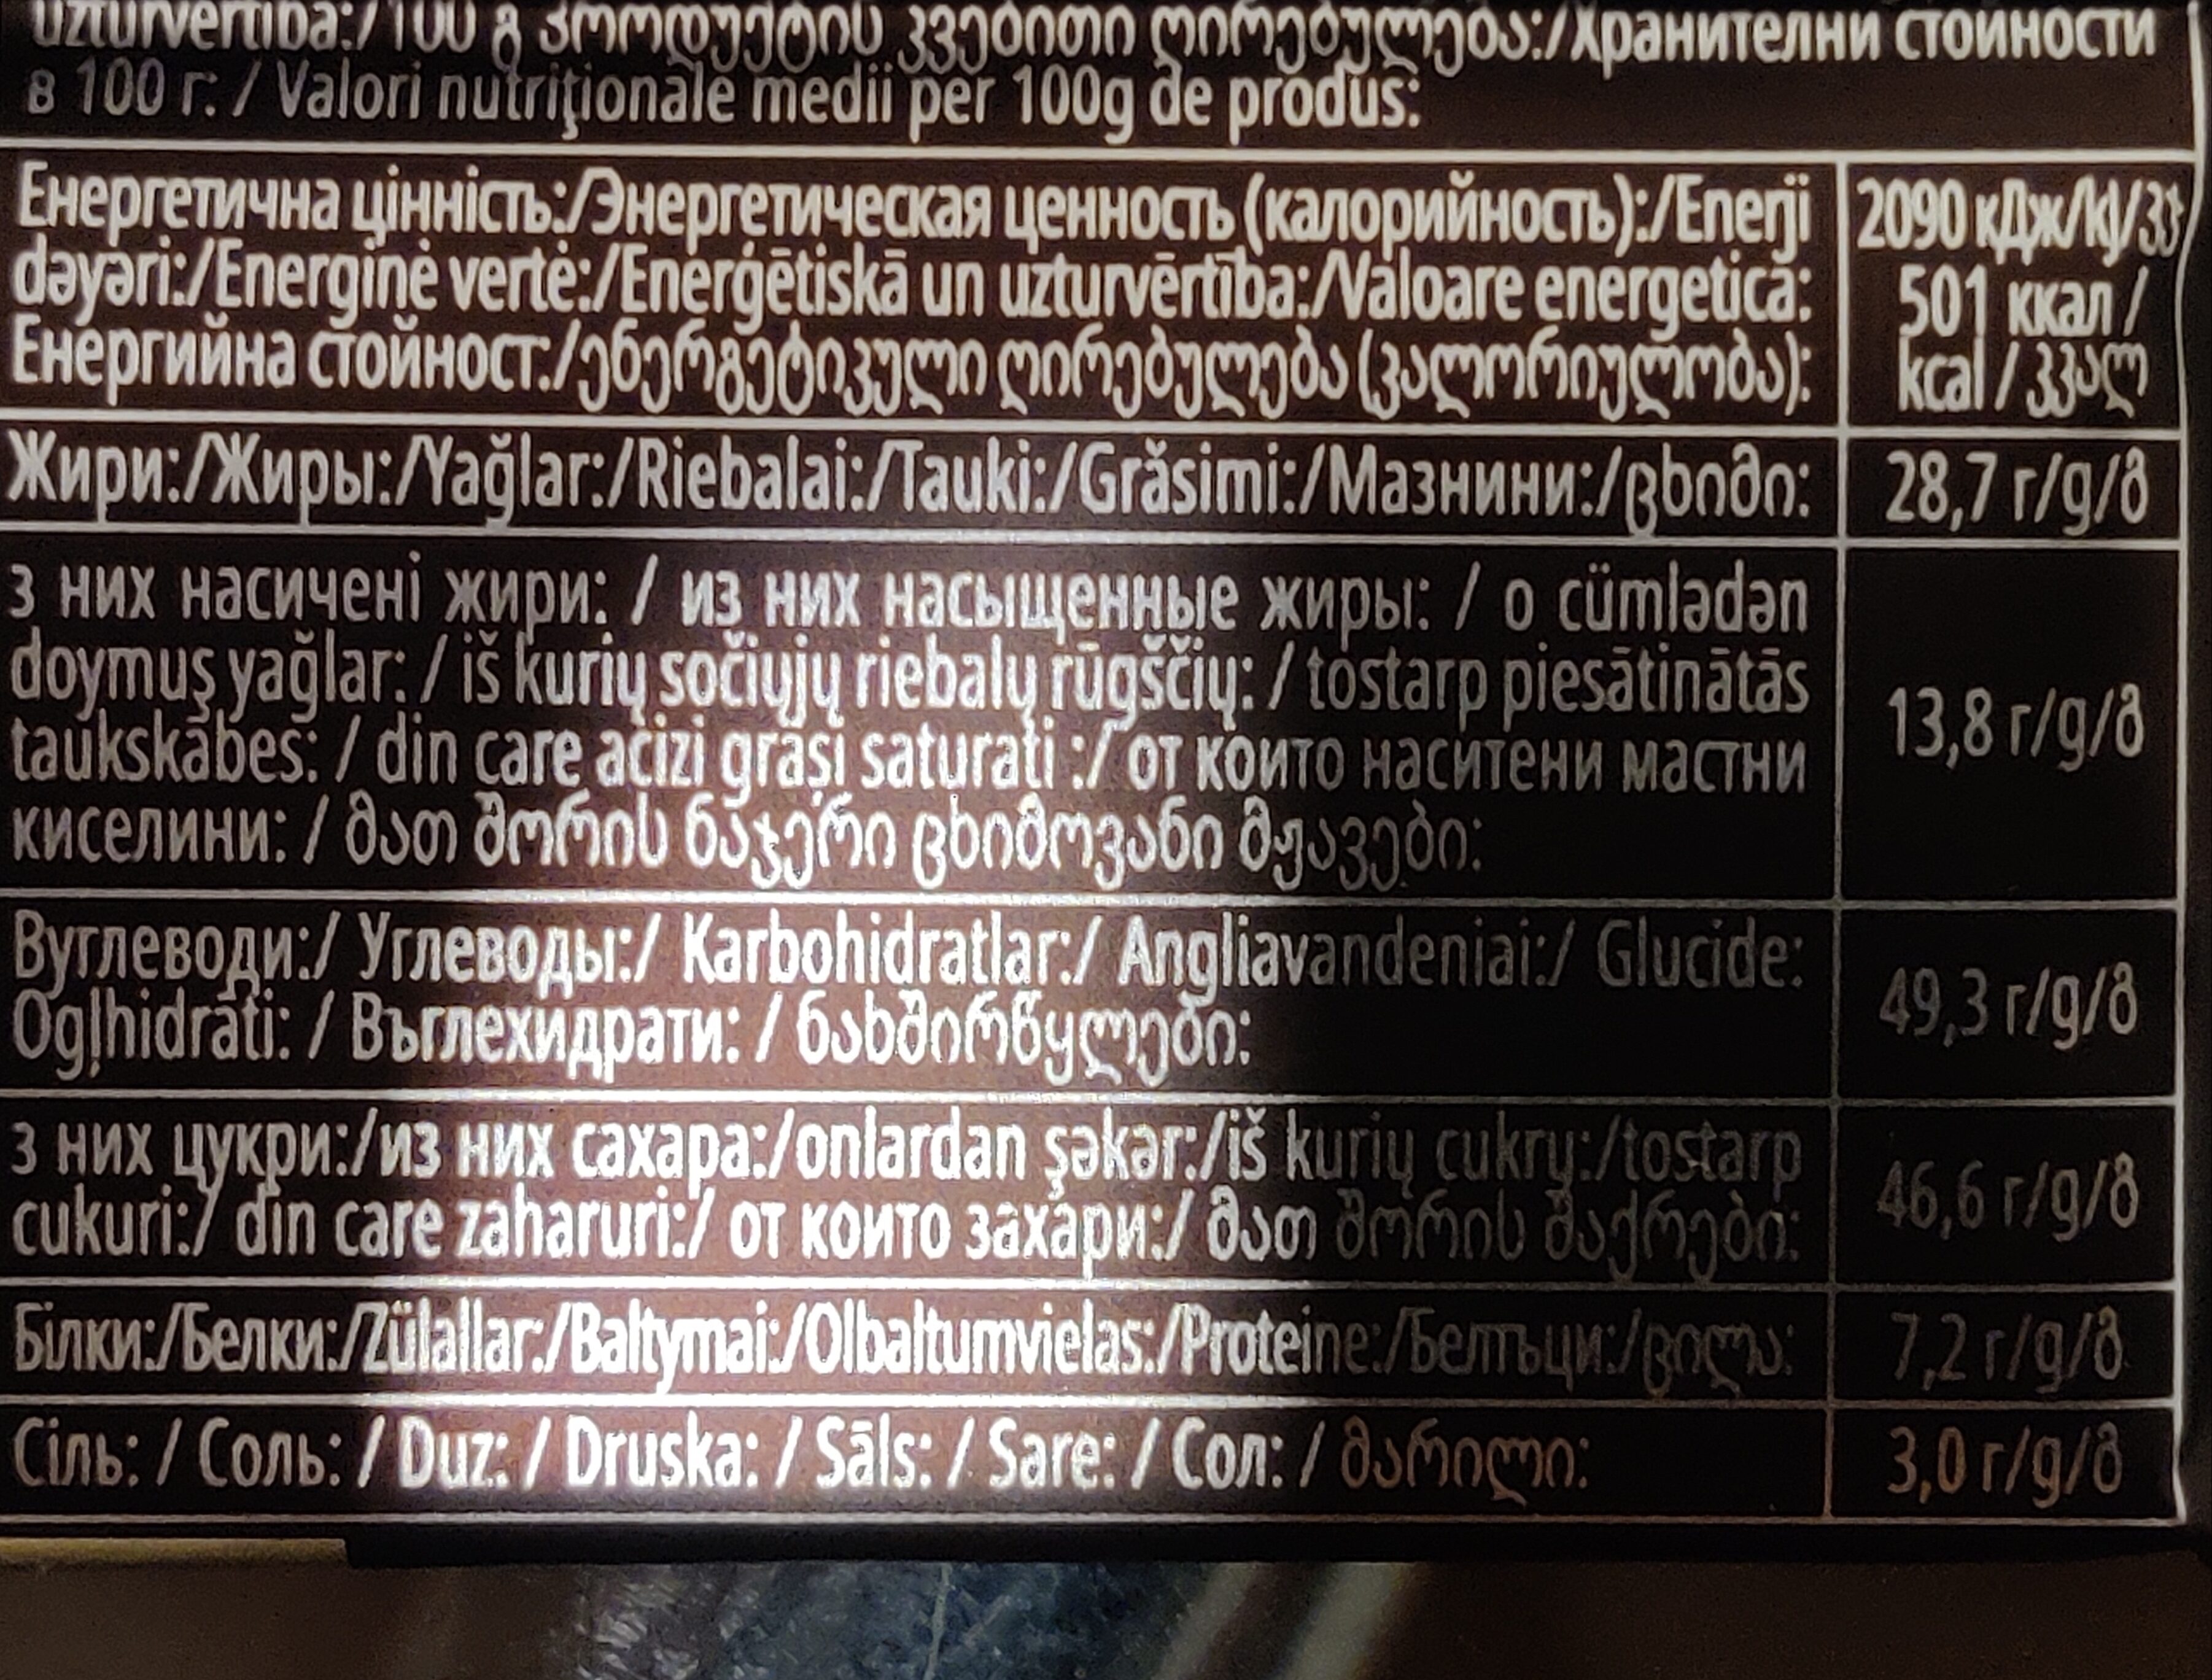 uzturvērtība:/100 გ პროდუქტის კვებითი ღირებულება:/Хранителни стойности
в 100 г: / Valori nutriționale medii per 100g de produs:
Енергетична цінність:/Энергетическая ценность (калорийность):/Enerji
dəyəri:/Energinė vertė:/Enerģētiskā un uzturvērtība:/Valoare energetică:
Енергийна стойност:/ენერგეტიკული ღირებულება (კალორიულობა):
2090 кДж/kJ/კჯ
501 ккал /
kcal / კკალ
Жири:/Жиры:/Yağlar:/Riebalai:/Tauki:/Grăsimi:/Мазнини:/ცხიმი:
28,7 г/g/გ
з них насичені жири: / из них насыщенные жиры: / o cümlədən
doymuş yağlar: / iš kurių sočiųjų riebalų rūgščių: / tostarp piesātinātās
taukskābes: / din care acizi grași saturați :/ от които наситени мастни
киселини: / მათ შორის ნაჯერი ცხიმოვანი მჟავები:
13,8 г/g/გ
Вуглеводи:/ Углеводы:/ Karbohidratlar:/ Angliavandeniai:/ Glucide:
Ogļhidrāti: / Въглехидрати: / ნახშირწყლები:
49,3 г/g/გ
з них цукри:/из них сахара:/onlardan şəkər:/iš kurių cukrų:/tostarp
cukuri:/ din care zaharuri:/ от които захари:/ მათ შორის შაქრები:
46,6 г/g/გ
Білки:/Белки:/Zülallar:/Baltymai:/Olbaltumvielas:/Proteine:/Белтъци:/ცილა:
7,2 г/g/გ
Сіль: / Соль: / Duz: / Druska: / Sāls: / Sare: / Сол: / მარილი:
3,0 г/g/გ